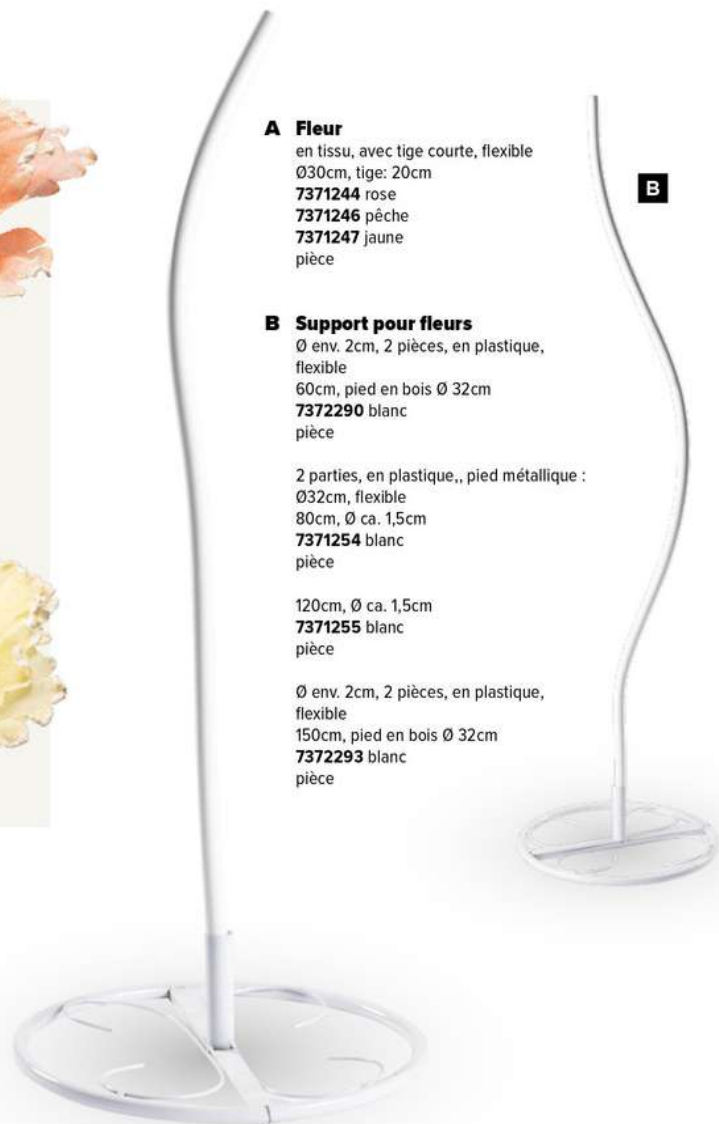 A Fleur
en tissu, avec tige courte, flexible
Ø30cm, tige: 20cm
7371244 rose
7371246 pêche
7371247 jaune
pièce
B
B Support pour fleurs
Ø env. 2cm, 2 pièces, en plastique,
flexible
60cm, pied en bois Ø 32cm
7372290 blanc
pièce
2 parties, en plastique,, pied métallique :
Ø32cm, flexible
80cm, Ø ca. 1,5cm
7371254 blanc
pièce
120cm, Ø ca. 1,5cm
7371255 blanc
pièce
Ø env. 2cm, 2 pièces, en plastique,
flexible
150cm, pied en bois Ø 32cm
7372293 blanc
pièce